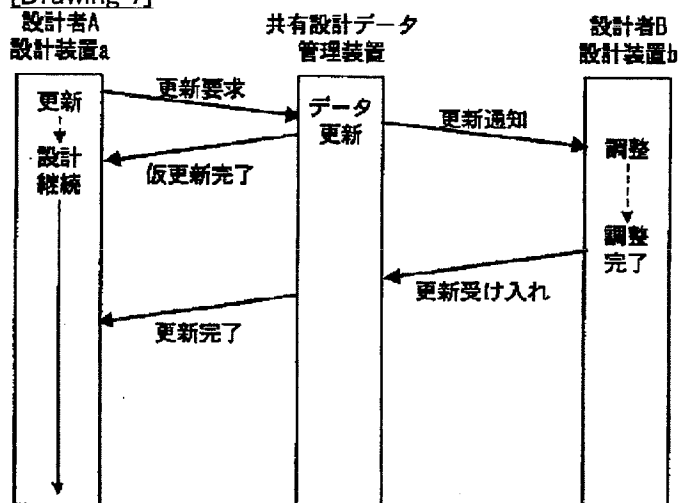 [Drawing 7]
設計者A
設計装置a
共有設計データ
管理装置
設計者B
設計装置b
更新
設計
継続
更新要求
データ
更新
更新通知
仮更新完了
調整
調整
完了
更新受け入れ
更新完了